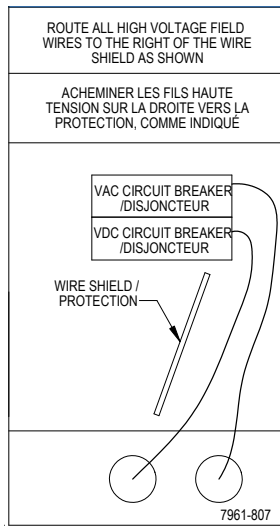 ROUTE ALL HIGH VOLTAGE FIELD
WIRES TO THE RIGHT OF THE WIRE
SHIELD AS SHOWN
ACHEMINER LES FILS HAUTE
TENSION SUR LA DROITE VERS LA
PROTECTION, COMME INDIQUÉ
VAC CIRCUIT BREAKER
/DISJONCTEUR
VDC CIRCUIT BREAKER
/DISJONCTEUR
WIRE SHIELD /
PROTECTION
7961-807